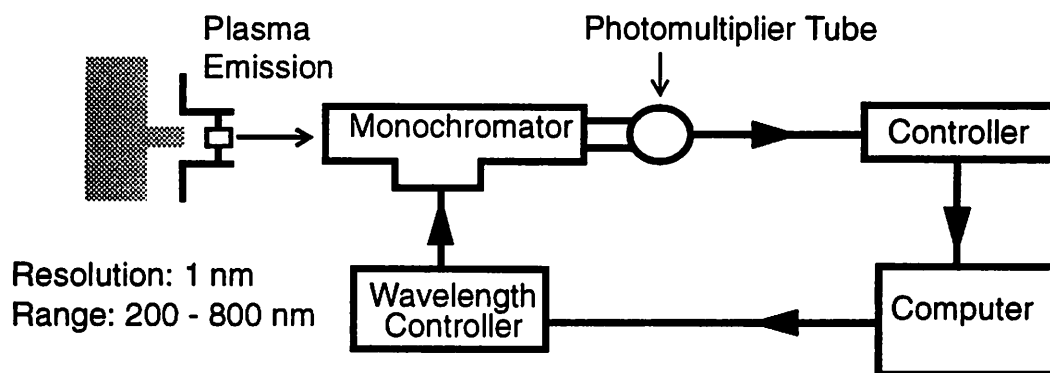 Plasma
Emission
Photomultiplier Tube
Monochromator
Controller
Resolution: 1 nm
Range: 200 - 800 nm
Wavelength
Controller
Computer